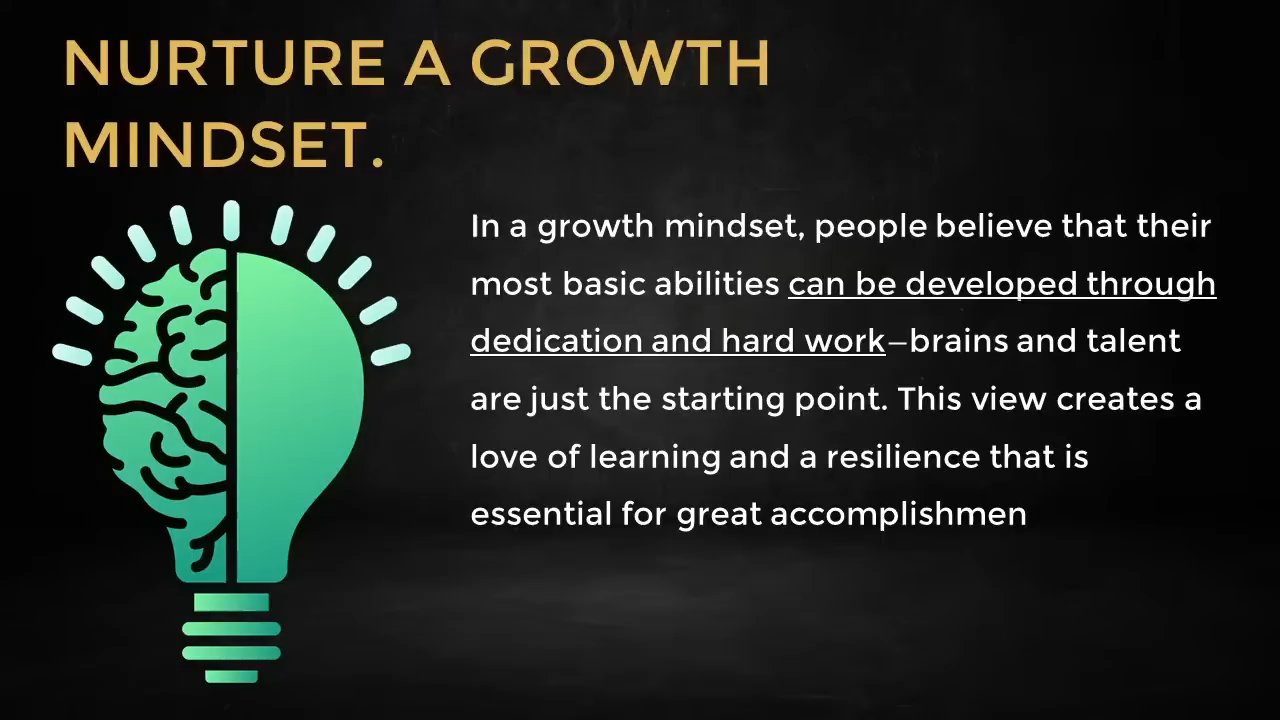 NURTURE A GROWTH
MINDSET.
In a growth mindset, people believe that their
most basic abilities can be developed through
dedication and hard work—brains and talent
are just the starting point. This view creates a
love of learning and a resilience that is
essential for great accomplishmen